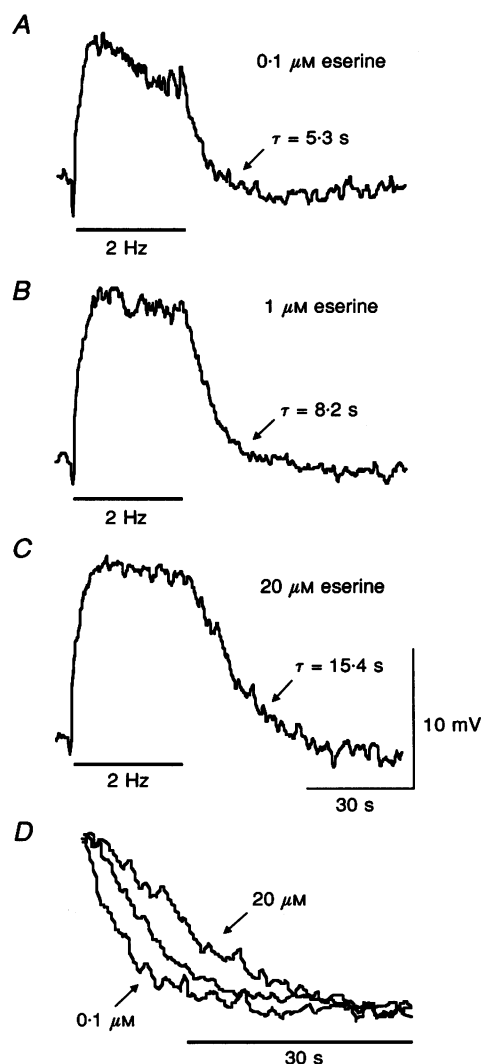 A
0·1 μM eserine
τ = 5·3 s
2 Hz
B
1 μM eserine
τ = 8·2 s
2 Hz
C
20 μM eserine
τ = 15·4 s
10 mV
2 Hz
30 s
D
20 μM
0·1 μM
30 s